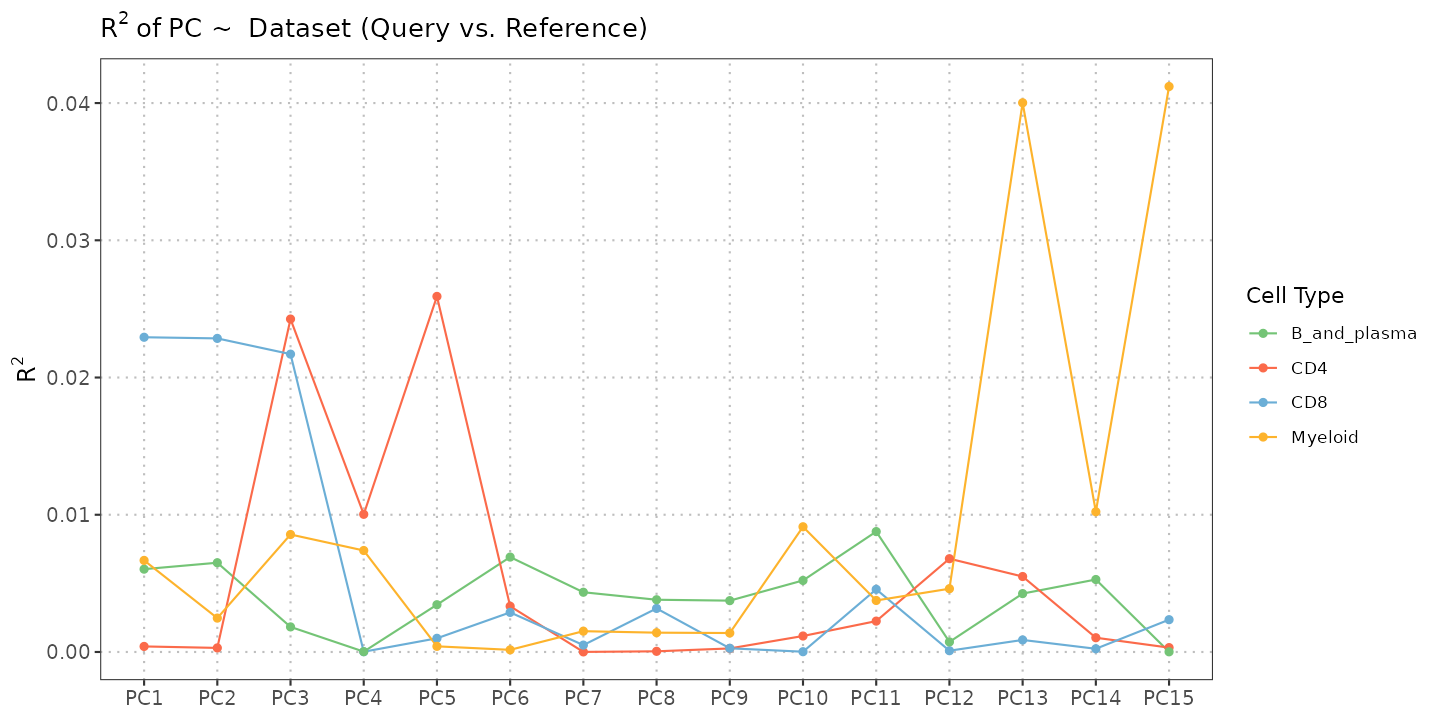 R² of PC ~ Dataset (Query vs. Reference)
0.04
0.03
0.02
0.01
0.00
R²
PC1 PC2 PC3 PC4 PC5 PC6 PC7 PC8 PC9 PC10 PC11 PC12 PC13 PC14 PC15
Cell Type
B_and_plasma
CD4
CD8
Myeloid